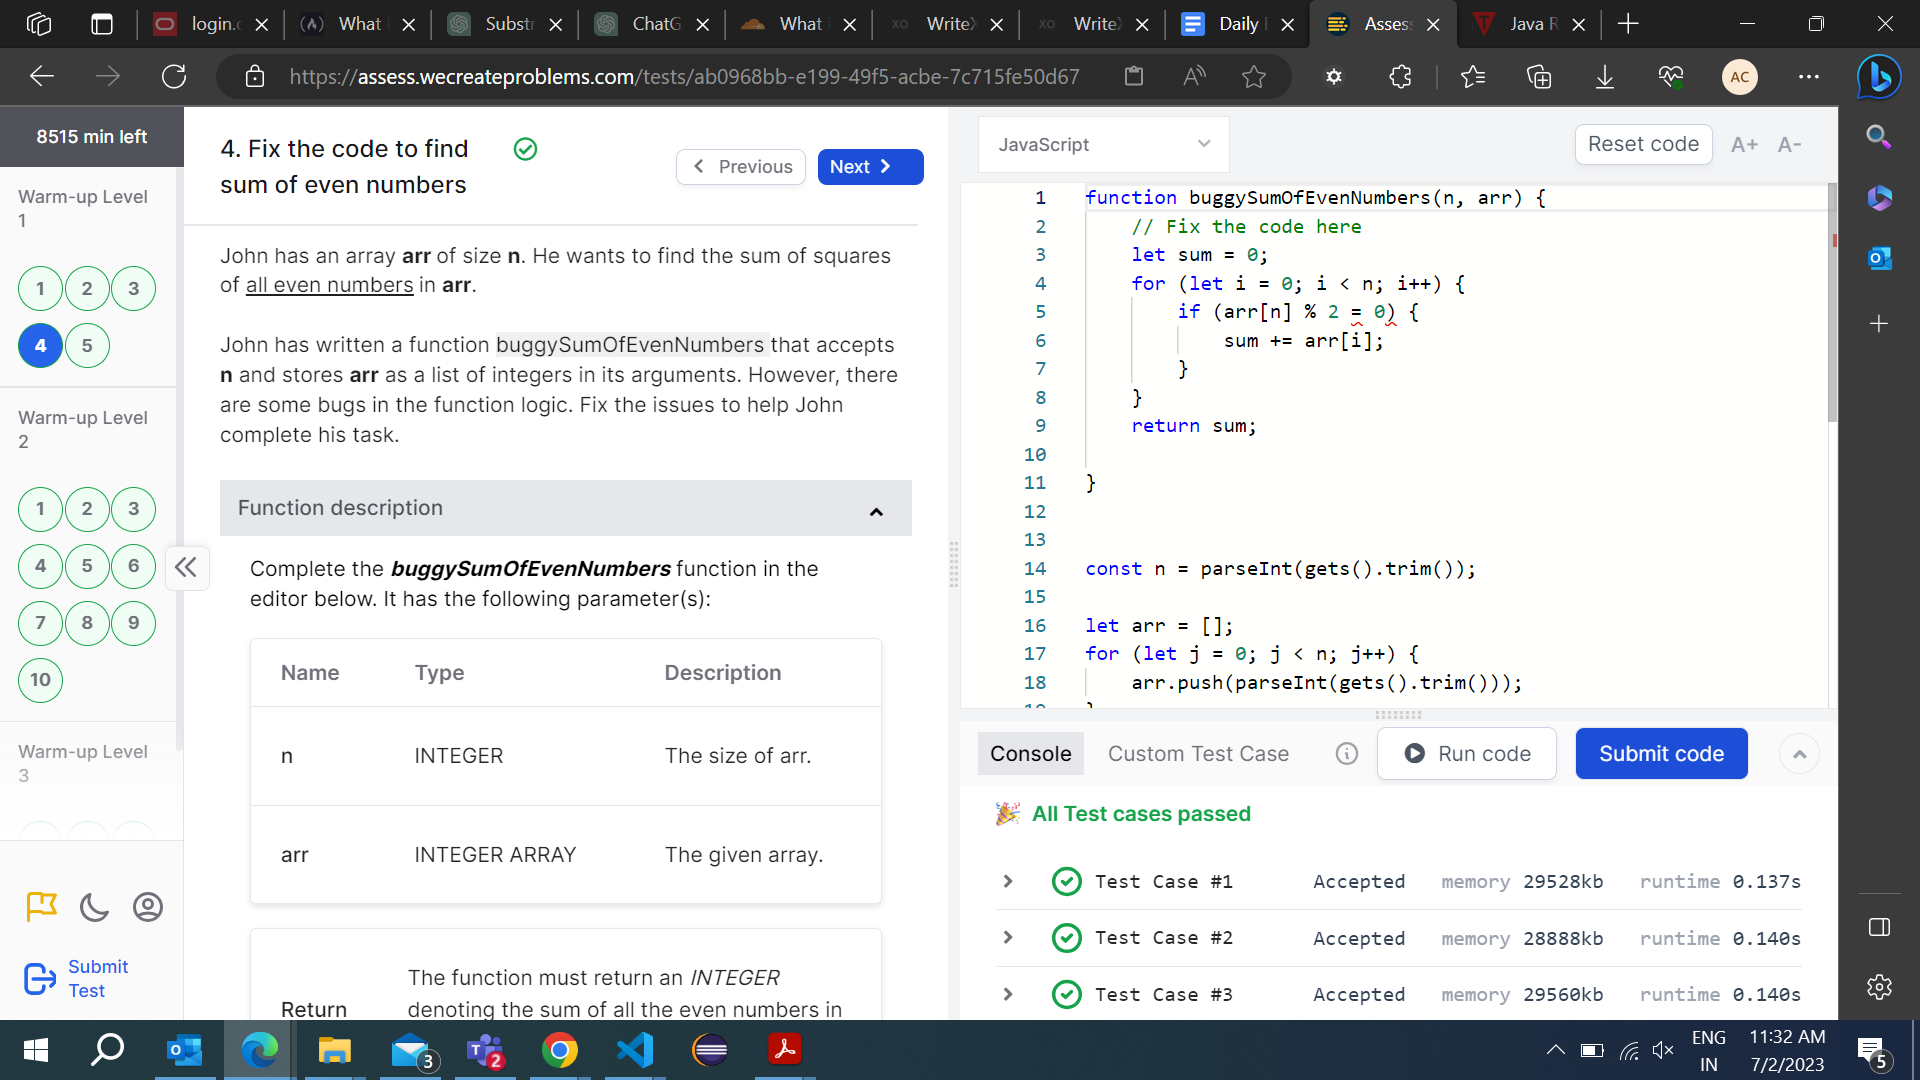 login.c
What
Substr
ChatG
What i
WriteX
WriteX
Daily E
Assess
Java R
https://assess.wecreateproblems.com/tests/ab0968bb-e199-49f5-acbe-7c715fe50d67
AC
8515 min left
Warm-up Level
1
1 2 3
4 5
Warm-up Level
2
1 2 3
4 5 6
7 8 9
10
Warm-up Level
3
Submit
Test
4. Fix the code to find
sum of even numbers
Previous
Next
John has an array arr of size n. He wants to find the sum of squares
of all even numbers in arr.
John has written a function buggySumOfEvenNumbers that accepts
n and stores arr as a list of integers in its arguments. However, there
are some bugs in the function logic. Fix the issues to help John
complete his task.
Function description
Complete the buggySumOfEvenNumbers function in the
editor below. It has the following parameter(s):
Name Type Description
n INTEGER The size of arr.
arr INTEGER ARRAY The given array.
The function must return an INTEGER
Return denoting the sum of all the even numbers in
JavaScript
Reset code
A+ A-
1 function buggySumOfEvenNumbers(n, arr) {
2 // Fix the code here
3 let sum = 0;
4 for (let i = 0; i < n; i++) {
5 if (arr[n] % 2 = 0) {
6 sum += arr[i];
7 }
8 }
9 return sum;
10
11 }
12
13
14 const n = parseInt(gets().trim());
15
16 let arr = [];
17 for (let j = 0; j < n; j++) {
18 arr.push(parseInt(gets().trim()));
19 }
Console
Custom Test Case
Run code
Submit code
All Test cases passed
Test Case #1 Accepted memory 29528kb runtime 0.137s
Test Case #2 Accepted memory 28888kb runtime 0.140s
Test Case #3 Accepted memory 29560kb runtime 0.140s
3
2
ENG
IN
11:32 AM
7/2/2023
5